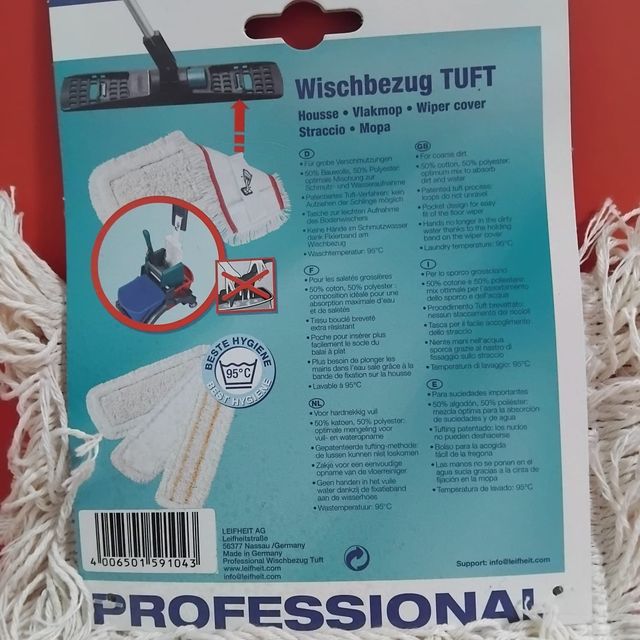 Wischbezug TUFT
Housse • Vlakmop • Wiper cover
Straccio • Mopa
D
• Für grobe Verschmutzungen
• 50% Bauwolle, 50% Polyester:
optimale Mischung zur
Schmutz- und Wasseraufnahme
• Patentiertes Tuft-Verfahren: kein
Aufziehen der Schlinge möglich
• Tasche zur leichten Aufnahme
des Bodenwischers
• Keine Hände im Schmutzwasser
dank Fixierband am
Wischbezug
• Waschtemperatur: 95°C
GB
• For coarse dirt
• 50% cotton, 50% polyester:
optimum mix to absorb
dirt and water
• Patented tuft process:
loops do not unravel
• Pocket design for easy
fit of the floor wiper
• Hands no longer in the dirty
water thanks to the holding
band on the wiper cover
• Laundry temperature: 95°C
F
• Pour les saletés grossières
• 50% coton, 50% polyester:
composition idéale pour une
absorption maximale d'eau
et de saletés
• Tissu bouclé breveté
extra résistant
• Poche pour insérer plus
facilement le socle du
balai à plat
• Plus besoin de plonger les
mains dans l'eau sale grâce à la
bande de fixation sur la housse
• Lavable à 95°C
I
• Per lo sporco grossolano
• 50% cotone e 50% poliestere:
mix optimale per l'assorbimento
dello sporco e dell'acqua
• Procedimento Tuft brevettato:
nessun staccamento dei noccioli
• Tasca per il facile accoglimento
dello straccio
• Niente mani nell'acqua
sporca grazie al nastro di
fissaggio sullo straccio
• Temperatura di lavaggio: 95°C
BESTE HYGIENE
95°C
BEST HYGIENE
NL
• Voor hardnekkig vuil
• 50% katoen, 50% polyester:
optimale mengeling voor
vuil- en wateropname
• Gepatenteerde tufting-methode:
de lussen kunnen niet loskomen
• Zakje voor een eenvoudige
opname van de vloerreiniger
• Geen handen in het vuile
water dankzij de fixatieband
aan de wisserhoes
• Wastemperatuur: 95°C
E
• Para suciedades importantes
• 50% algodón, 50% poliéster:
mezcla optima para la absorción
de suciedades y de agua
• Tufting patentado: los nudos
no pueden deshacerse
• Bolso para la acogida
fácil de la fregona
• Las manos no se ponen en el
agua sucia gracias a la cinta de
fijación en la mopa
• Temperatura de lavado: 95°C
4 006501 591043
LEIFHEIT AG
Leifheitstraße
56377 Nassau /Germany
Made in Germany
Professional Wischbezug Tuft
www.leifheit.com
info@leifheit.com
Support: info@leifheit.com
PROFESSIONAL